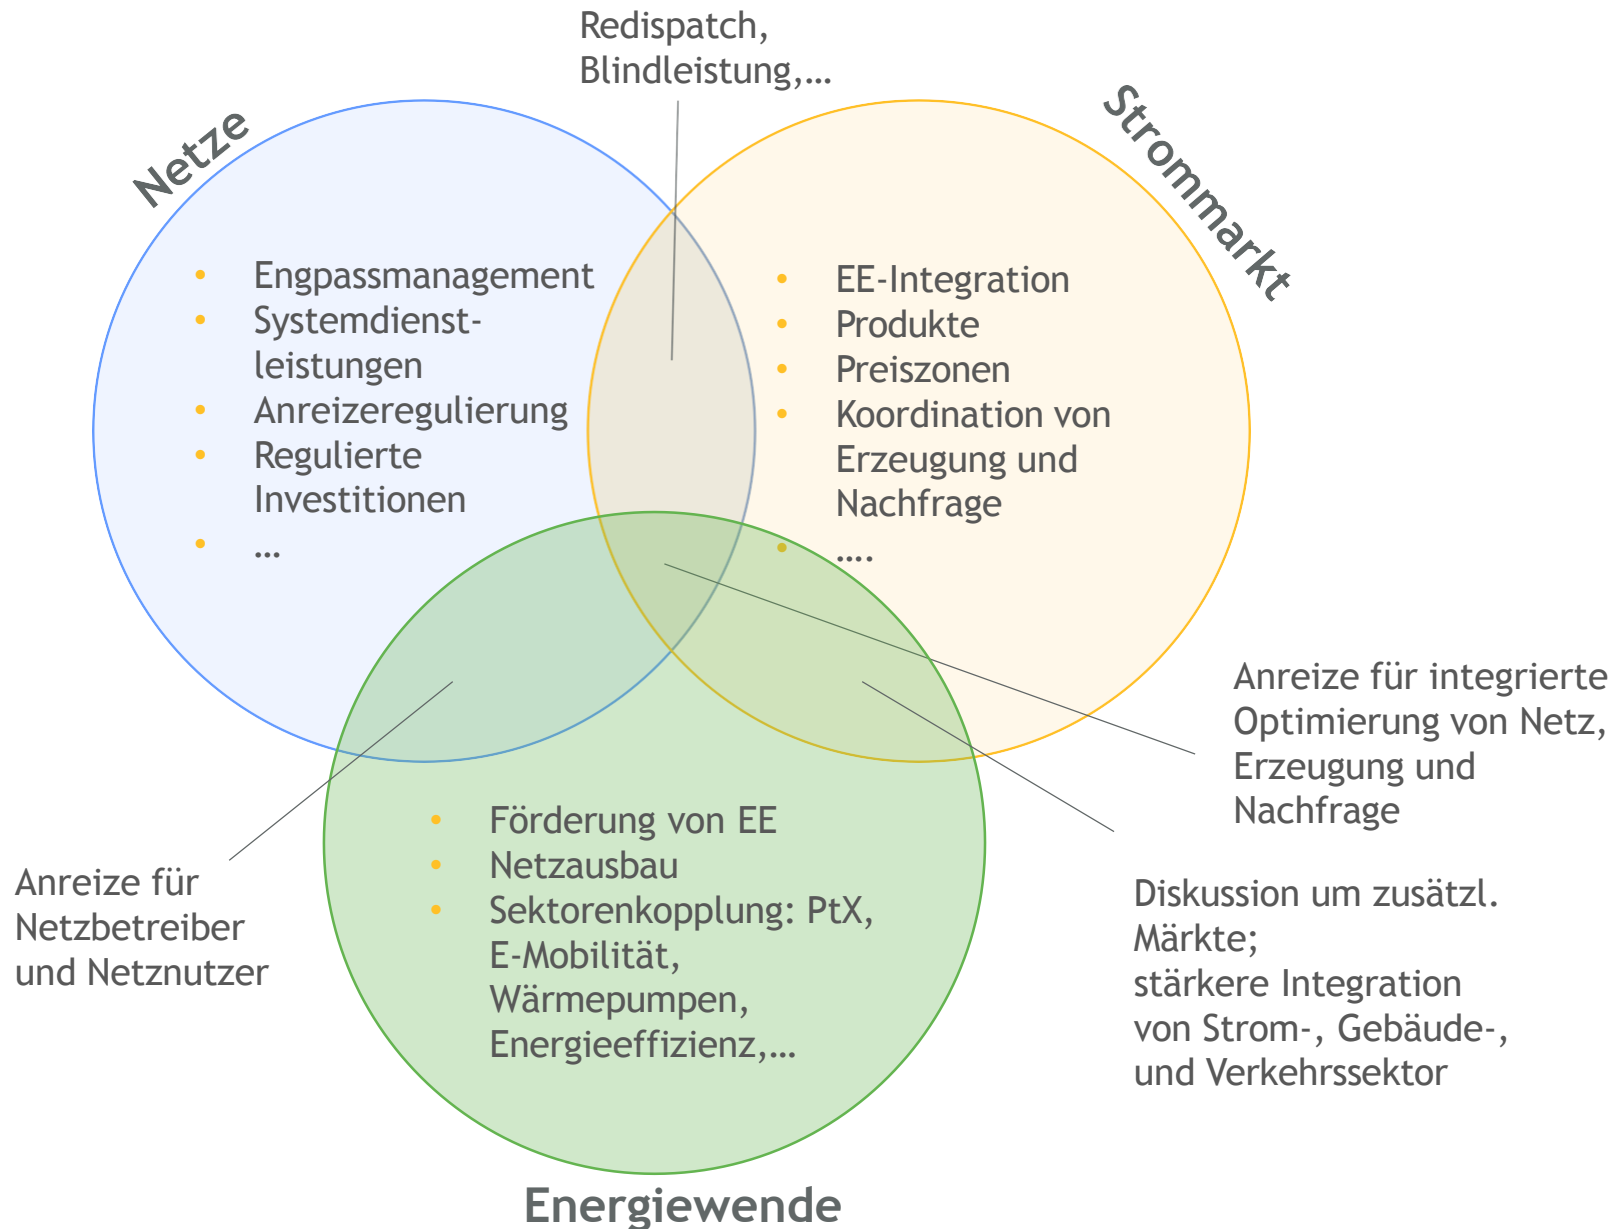 Redispatch,
Blindleistung,…
Netze
Strommarkt
• Engpassmanagement
• Systemdienst-
leistungen
• Anreizeregulierung
• Regulierte
Investitionen
• …
• EE-Integration
• Produkte
• Preiszonen
• Koordination von
Erzeugung und
Nachfrage
• ….
Anreize für integrierte
Optimierung von Netz,
Erzeugung und
Nachfrage
• Förderung von EE
• Netzausbau
• Sektorenkopplung: PtX,
E-Mobilität,
Wärmepumpen,
Energieeffizienz,…
Anreize für
Netzbetreiber
und Netznutzer
Diskussion um zusätzl.
Märkte;
stärkere Integration
von Strom-, Gebäude-,
und Verkehrssektor
Energiewende